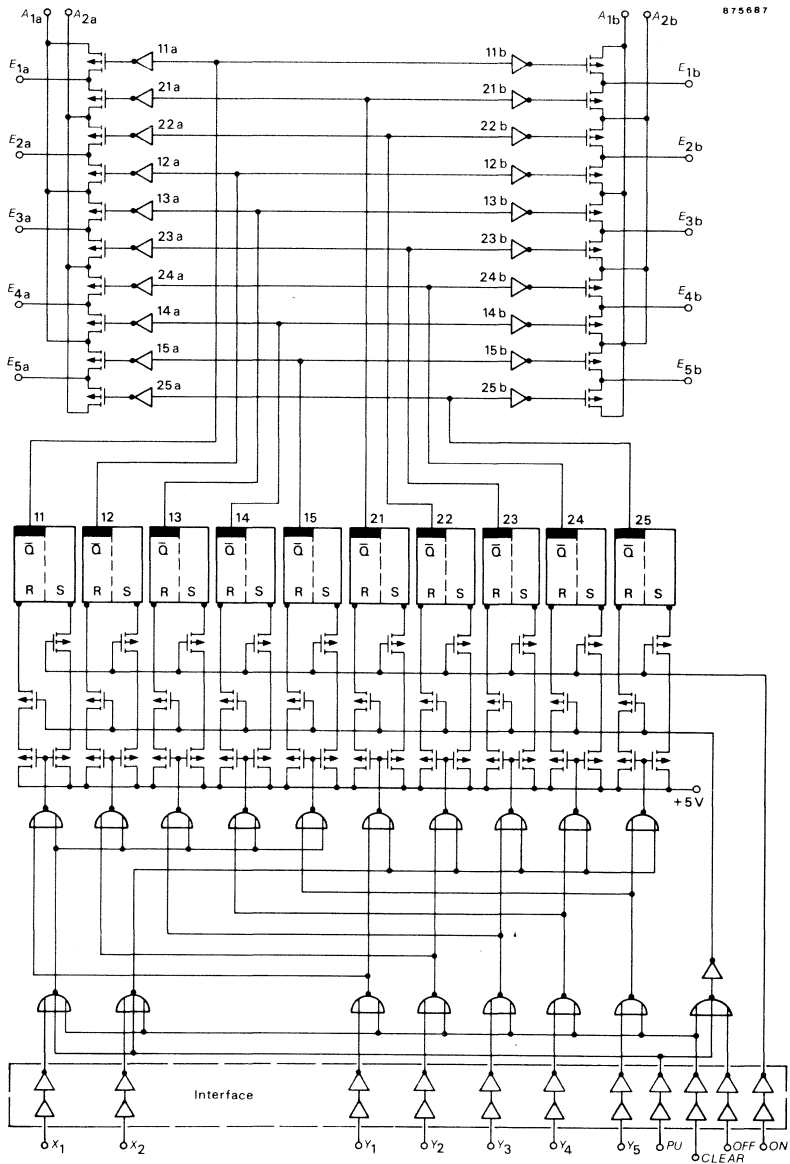 A1a A2a A1b A2b 875687
11a 11b
E1a E1b
21a 21b
22a 22b
E2a E2b
12a 12b
13a 13b
E3a E3b
23a 23b
24a 24b
E4a E4b
14a 14b
15a 15b
E5a E5b
25a 25b
11 12 13 14 15 21 22 23 24 25
Q̄ Q̄ Q̄ Q̄ Q̄ Q̄ Q̄ Q̄ Q̄ Q̄
R S R S R S R S R S R S R S R S R S R S
+5V
Interface
X1 X2 Y1 Y2 Y3 Y4 Y5 PU CLEAR OFF ON